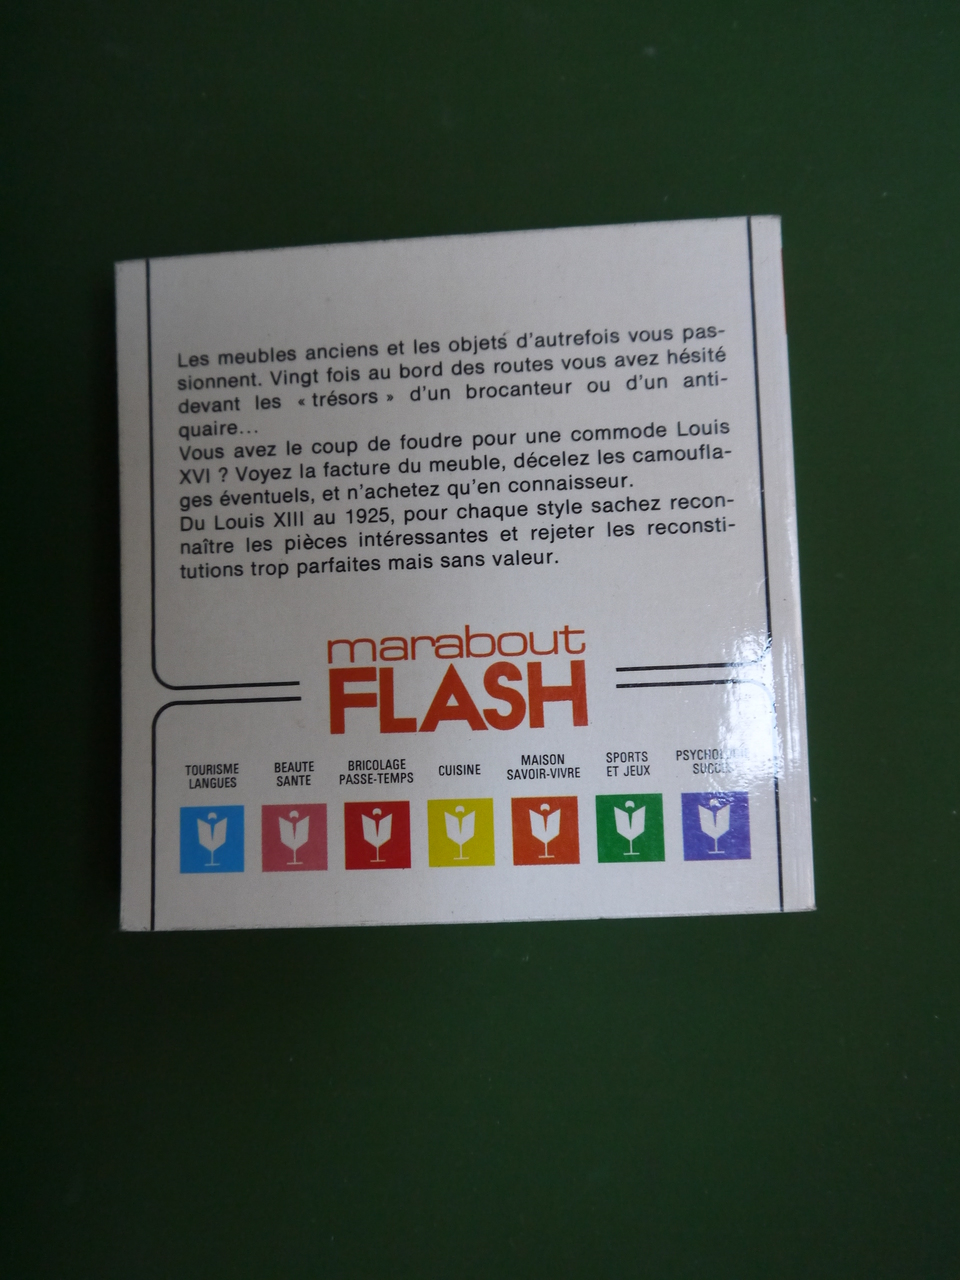 Les meubles anciens et les objets d'autrefois vous pas-
sionnent. Vingt fois au bord des routes vous avez hésité
devant les « trésors » d'un brocanteur ou d'un anti-
quaire...
Vous avez le coup de foudre pour une commode Louis
XVI ? Voyez la facture du meuble, décelez les camoufla-
ges éventuels, et n'achetez qu'en connaisseur.
Du Louis XIII au 1925, pour chaque style sachez recon-
naître les pièces intéressantes et rejeter les reconsti-
tutions trop parfaites mais sans valeur.
marabout
FLASH
TOURISME
LANGUES
BEAUTE
SANTE
BRICOLAGE
PASSE-TEMPS
CUISINE
MAISON
SAVOIR-VIVRE
SPORTS
ET JEUX